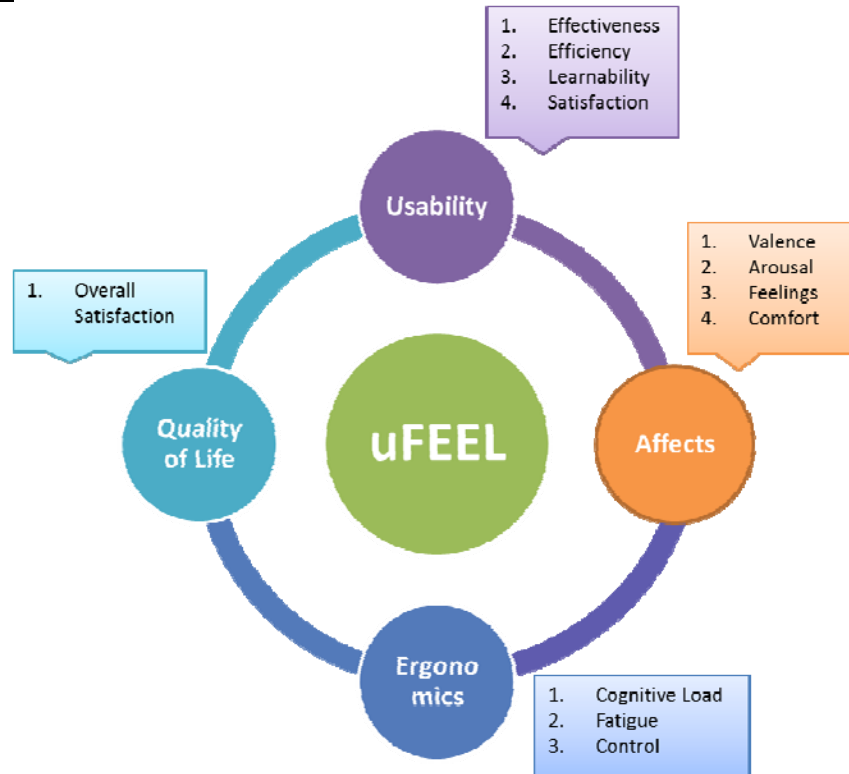 1. Effectiveness
2. Efficiency
3. Learnability
4. Satisfaction
Usability
1. Valence
2. Arousal
3. Feelings
4. Comfort
1. Overall
Satisfaction
Quality
of Life
uFEEL
Affects
Ergono
mics
1. Cognitive Load
2. Fatigue
3. Control